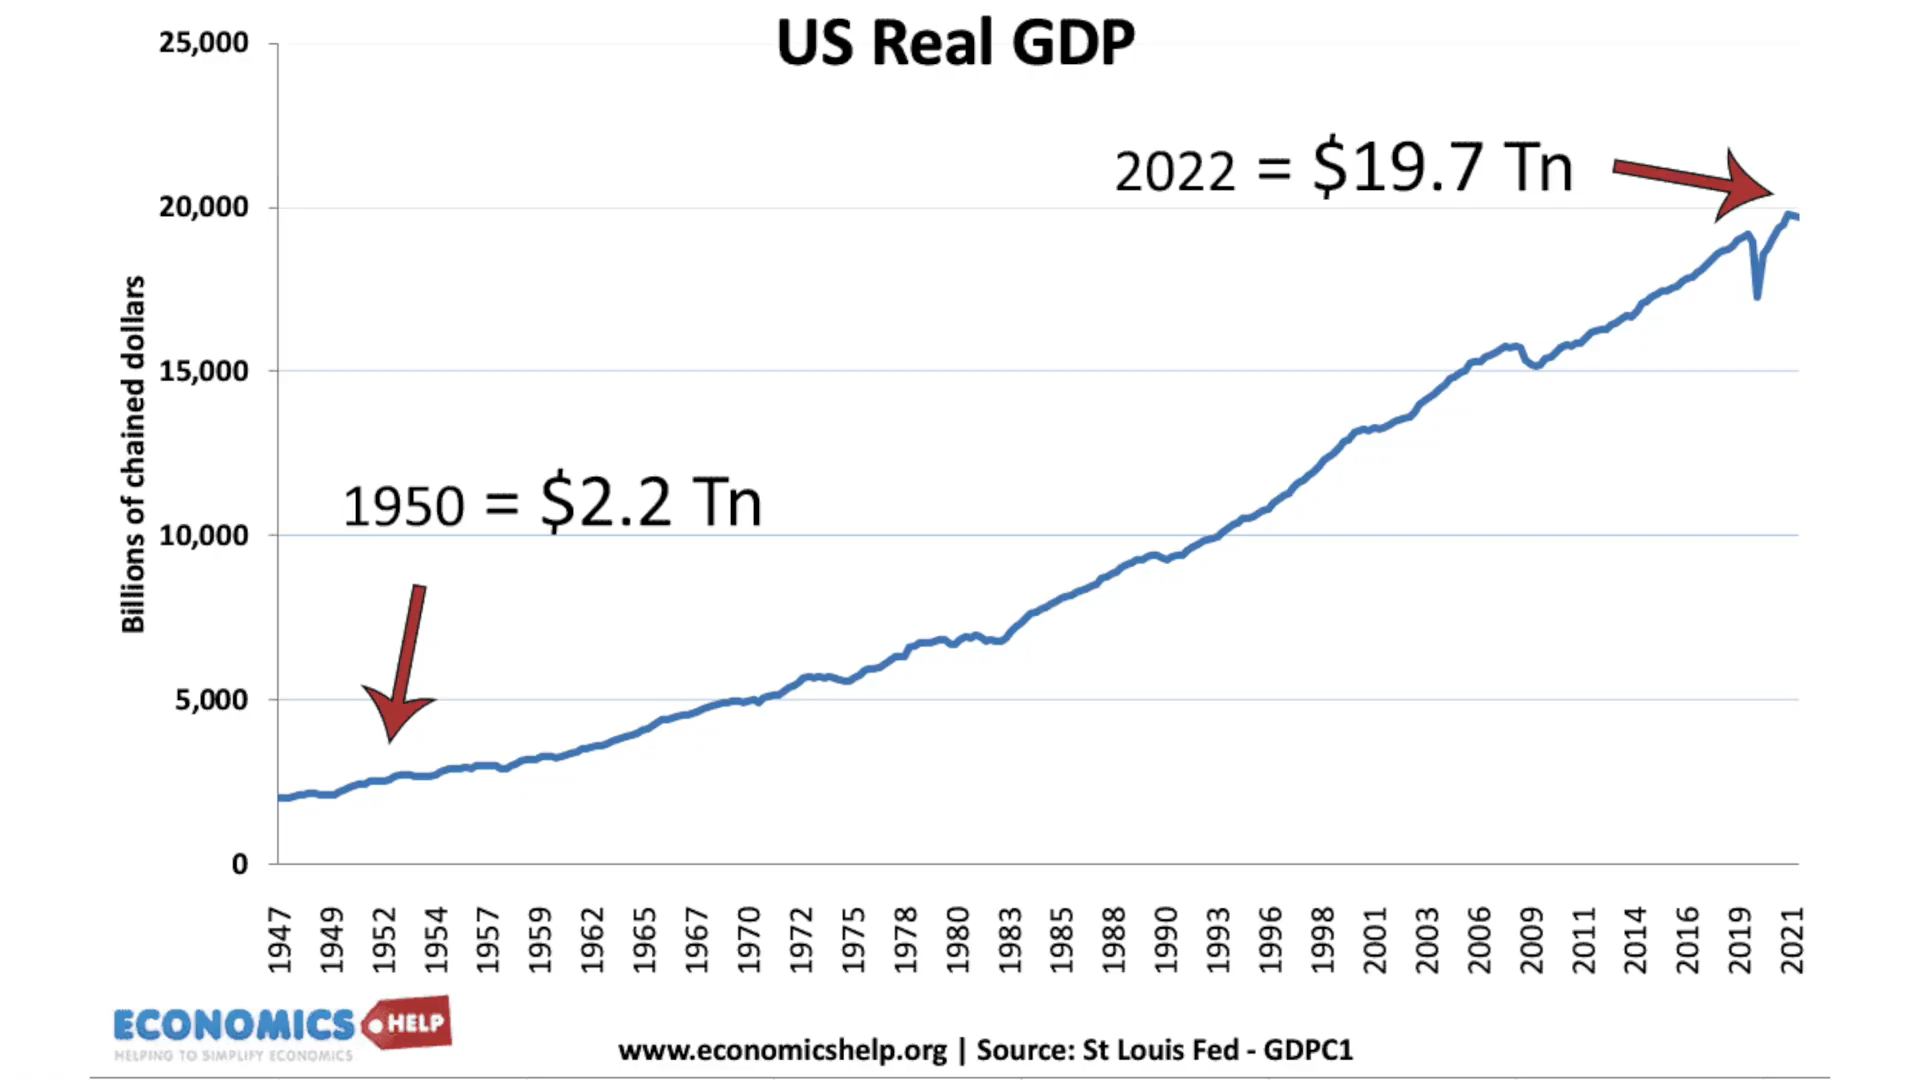 US Real GDP
25,000
20,000
15,000
10,000
5,000
0
Billions of chained dollars
2022 = $19.7 Tn
1950 = $2.2 Tn
1947 1949 1952 1954 1957 1959 1962 1965 1967 1970 1972 1975 1978 1980 1983 1985 1988 1990 1993 1996 1998 2001 2003 2006 2009 2011 2014 2016 2019 2021
ECONOMICS HELP
HELPING TO SIMPLIFY ECONOMICS
www.economicshelp.org | Source: St Louis Fed - GDPC1